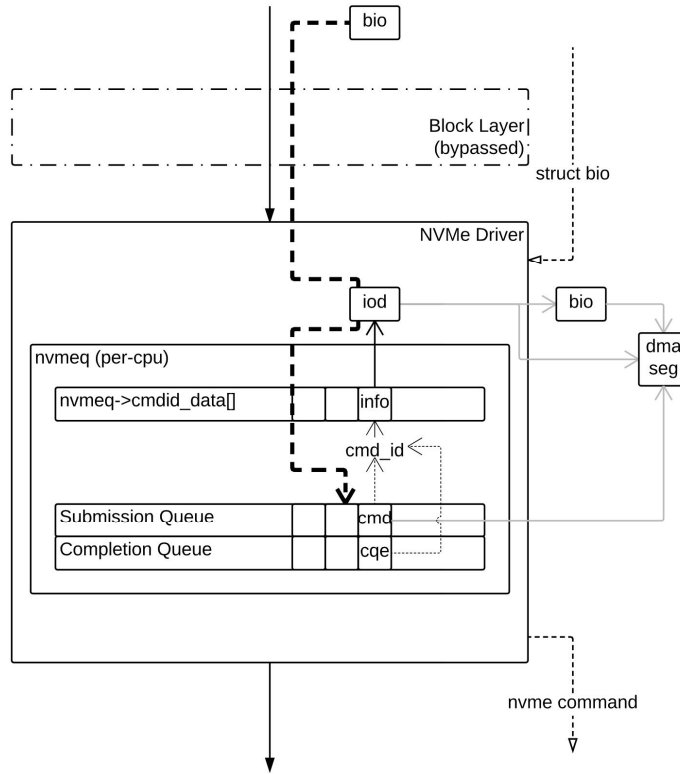 bio
Block Layer
(bypassed)
struct bio
NVMe Driver
iod
bio
dma
seg
nvmeq (per-cpu)
nvmeq->cmdid_data[]
info
cmd_id
Submission Queue
cmd
Completion Queue
cqe
nvme command